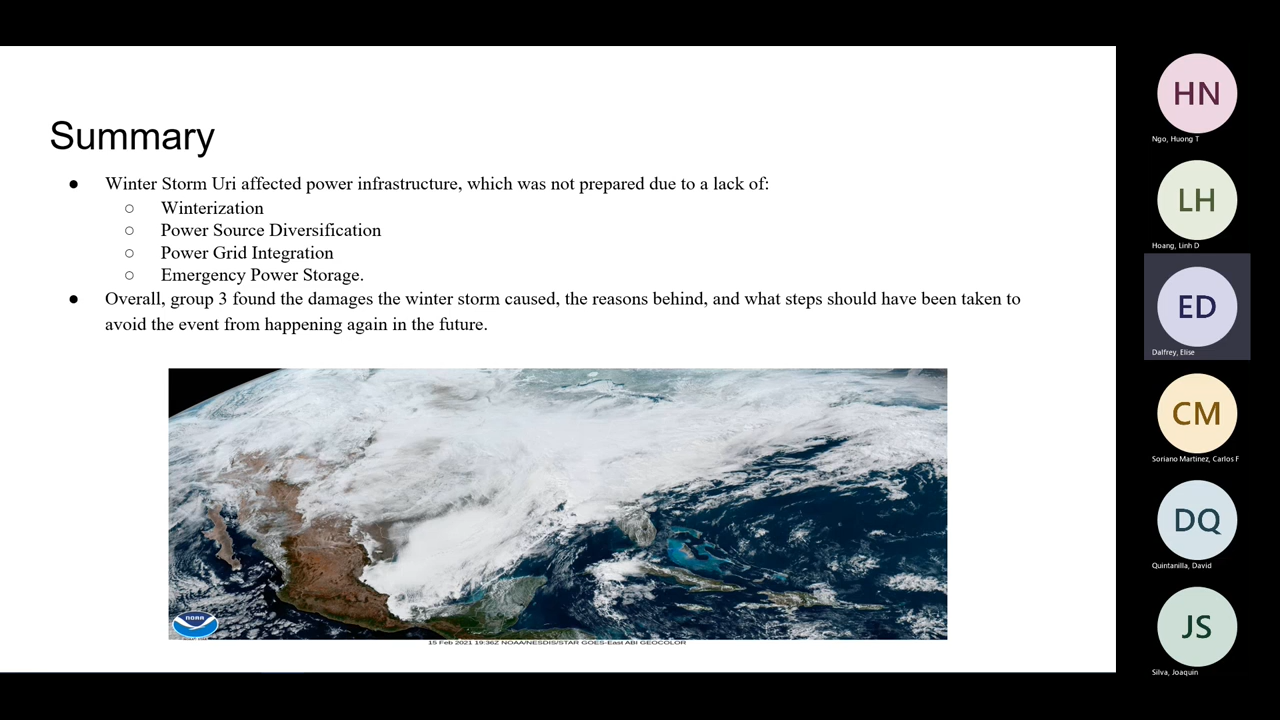 Summary
● Winter Storm Uri affected power infrastructure, which was not prepared due to a lack of:
○ Winterization
○ Power Source Diversification
○ Power Grid Integration
○ Emergency Power Storage.
● Overall, group 3 found the damages the winter storm caused, the reasons behind, and what steps should have been taken to
avoid the event from happening again in the future.
NOAA
15 Feb 2021 19:36Z NOAA/NESDIS/STAR GOES-East ABI GEOCOLOR
HN
Ngo, Huong T
LH
Hoang, Linh D
ED
Dalfrey, Elise
CM
Soriano Martinez, Carlos F
DQ
Quintanilla, David
JS
Silva, Joaquin